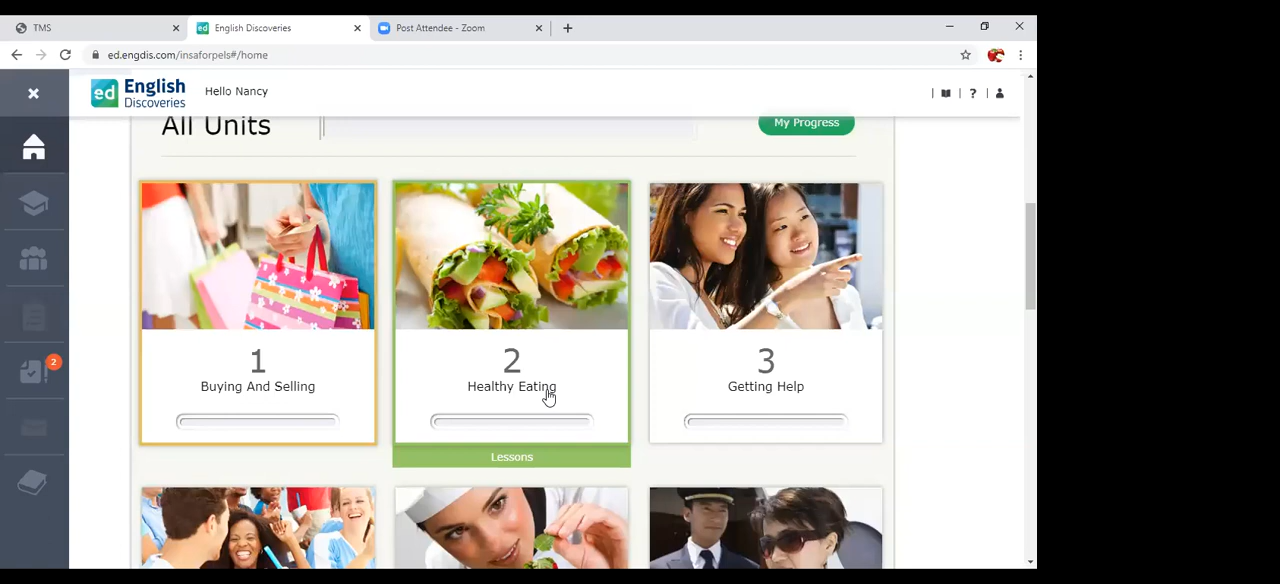 TMS
English Discoveries
Post Attendee - Zoom
ed.engdis.com/insaforpels#/home
ed English Discoveries
Hello Nancy
?
All Units
My Progress
1
Buying And Selling
2
Healthy Eating
Lessons
3
Getting Help
2